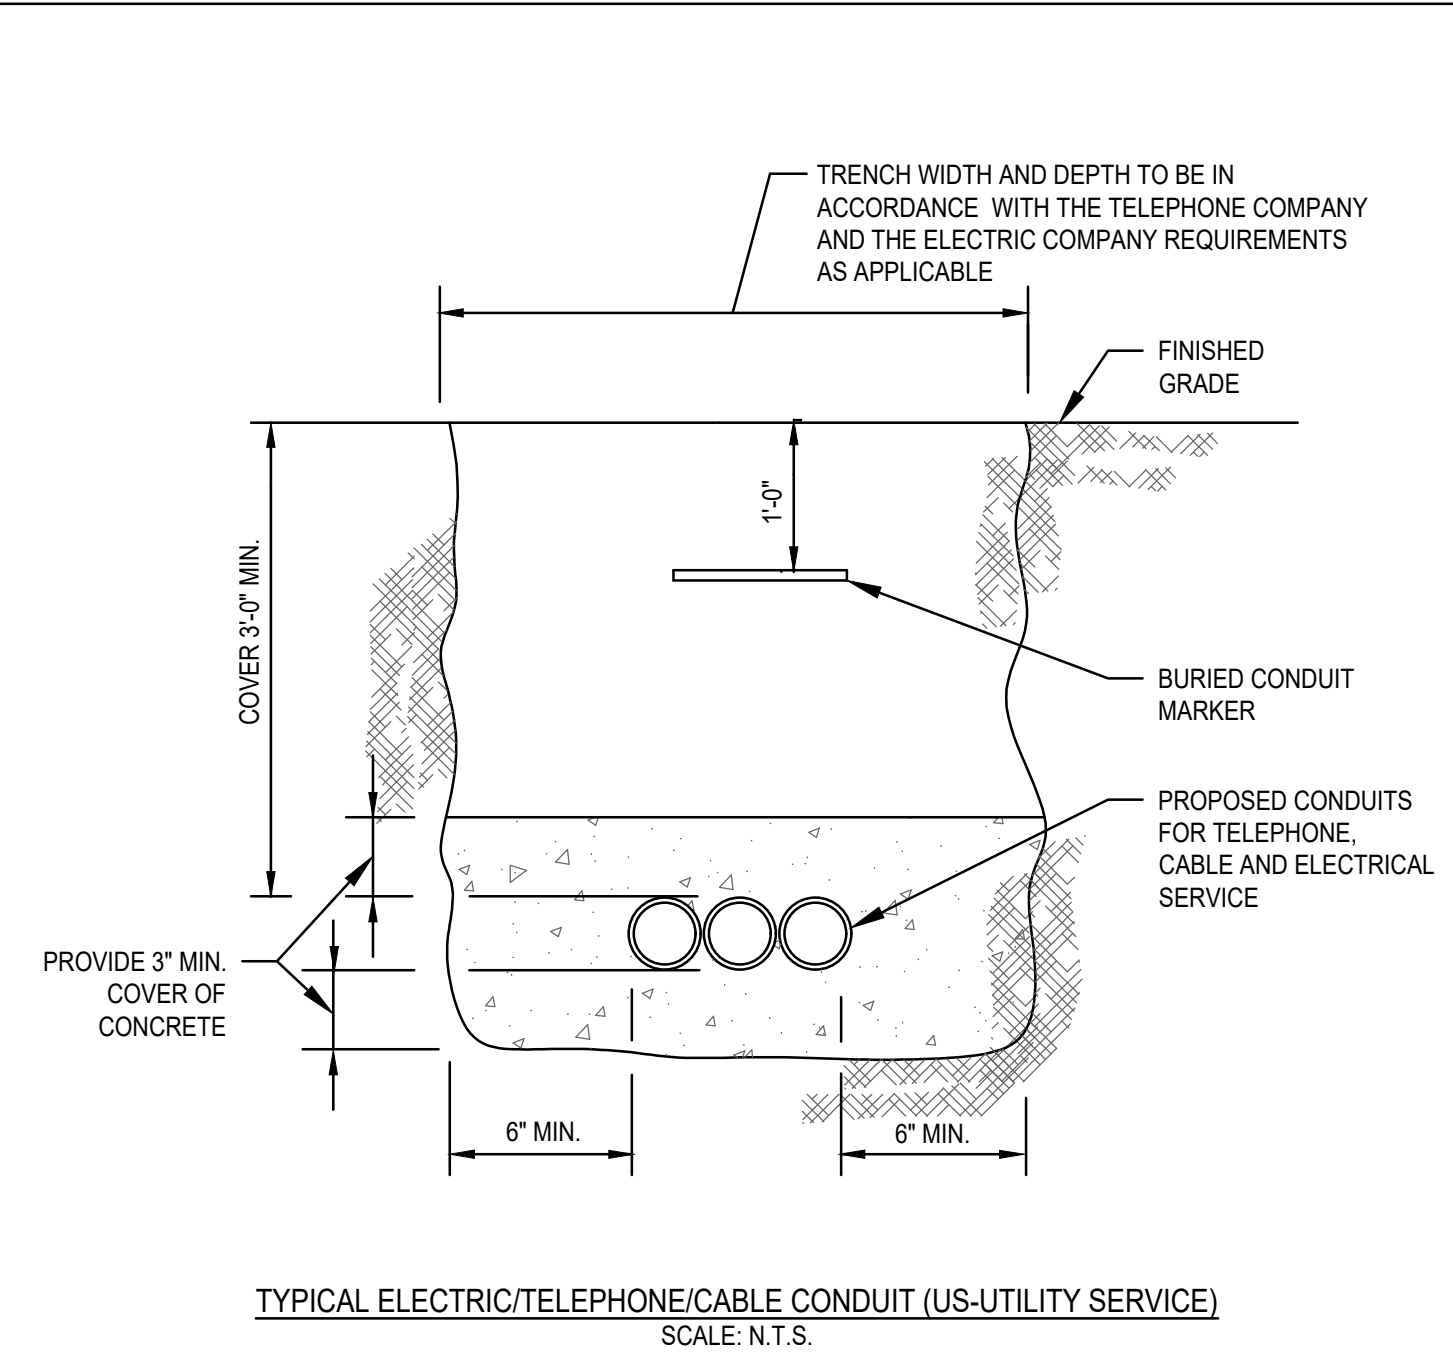 TRENCH WIDTH AND DEPTH TO BE IN
ACCORDANCE  WITH THE TELEPHONE COMPANY
AND THE ELECTRIC COMPANY REQUIREMENTS
AS APPLICABLE
FINISHED
GRADE
1'-0"
COVER 3'-0" MIN.
BURIED CONDUIT
MARKER
PROPOSED CONDUITS
FOR TELEPHONE,
CABLE AND ELECTRICAL
SERVICE
PROVIDE 3" MIN.
COVER OF
CONCRETE
6" MIN.
6" MIN.
TYPICAL ELECTRIC/TELEPHONE/CABLE CONDUIT (US-UTILITY SERVICE)
SCALE: N.T.S.